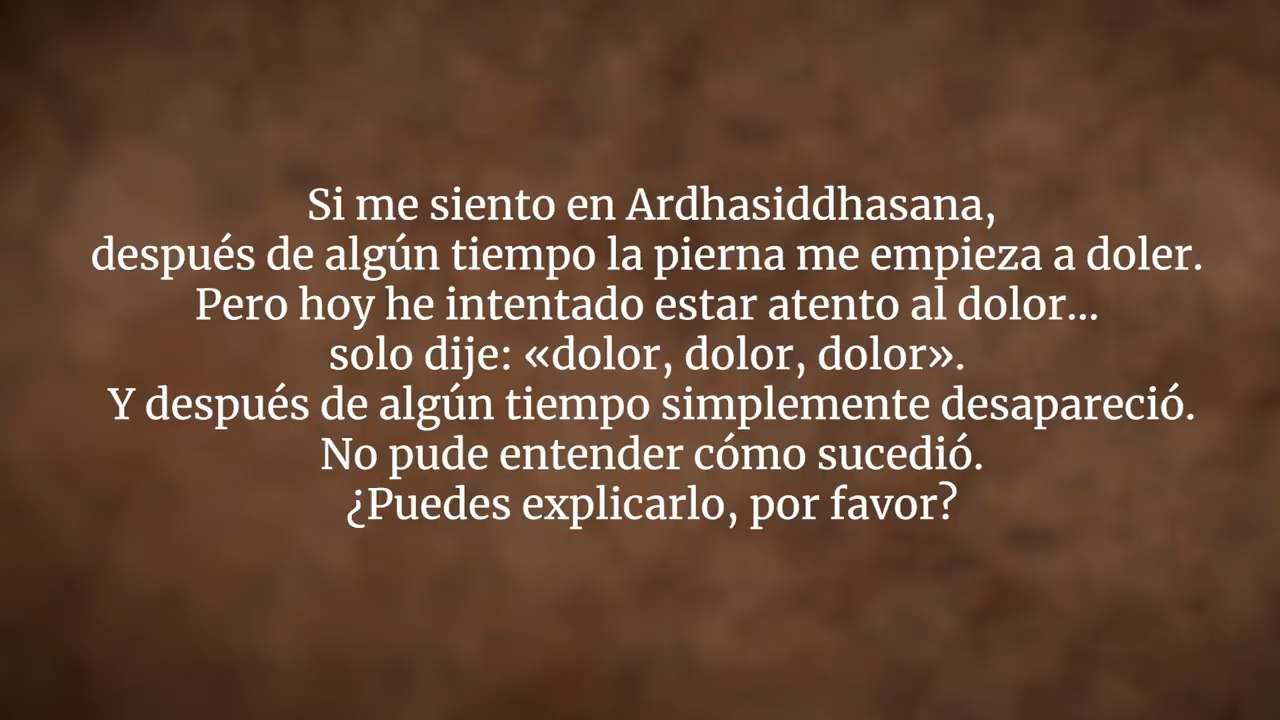 Si me siento en Ardhasiddhasana,
después de algún tiempo la pierna me empieza a doler.
Pero hoy he intentado estar atento al dolor...
solo dije: «dolor, dolor, dolor».
Y después de algún tiempo simplemente desapareció.
No pude entender cómo sucedió.
¿Puedes explicarlo, por favor?